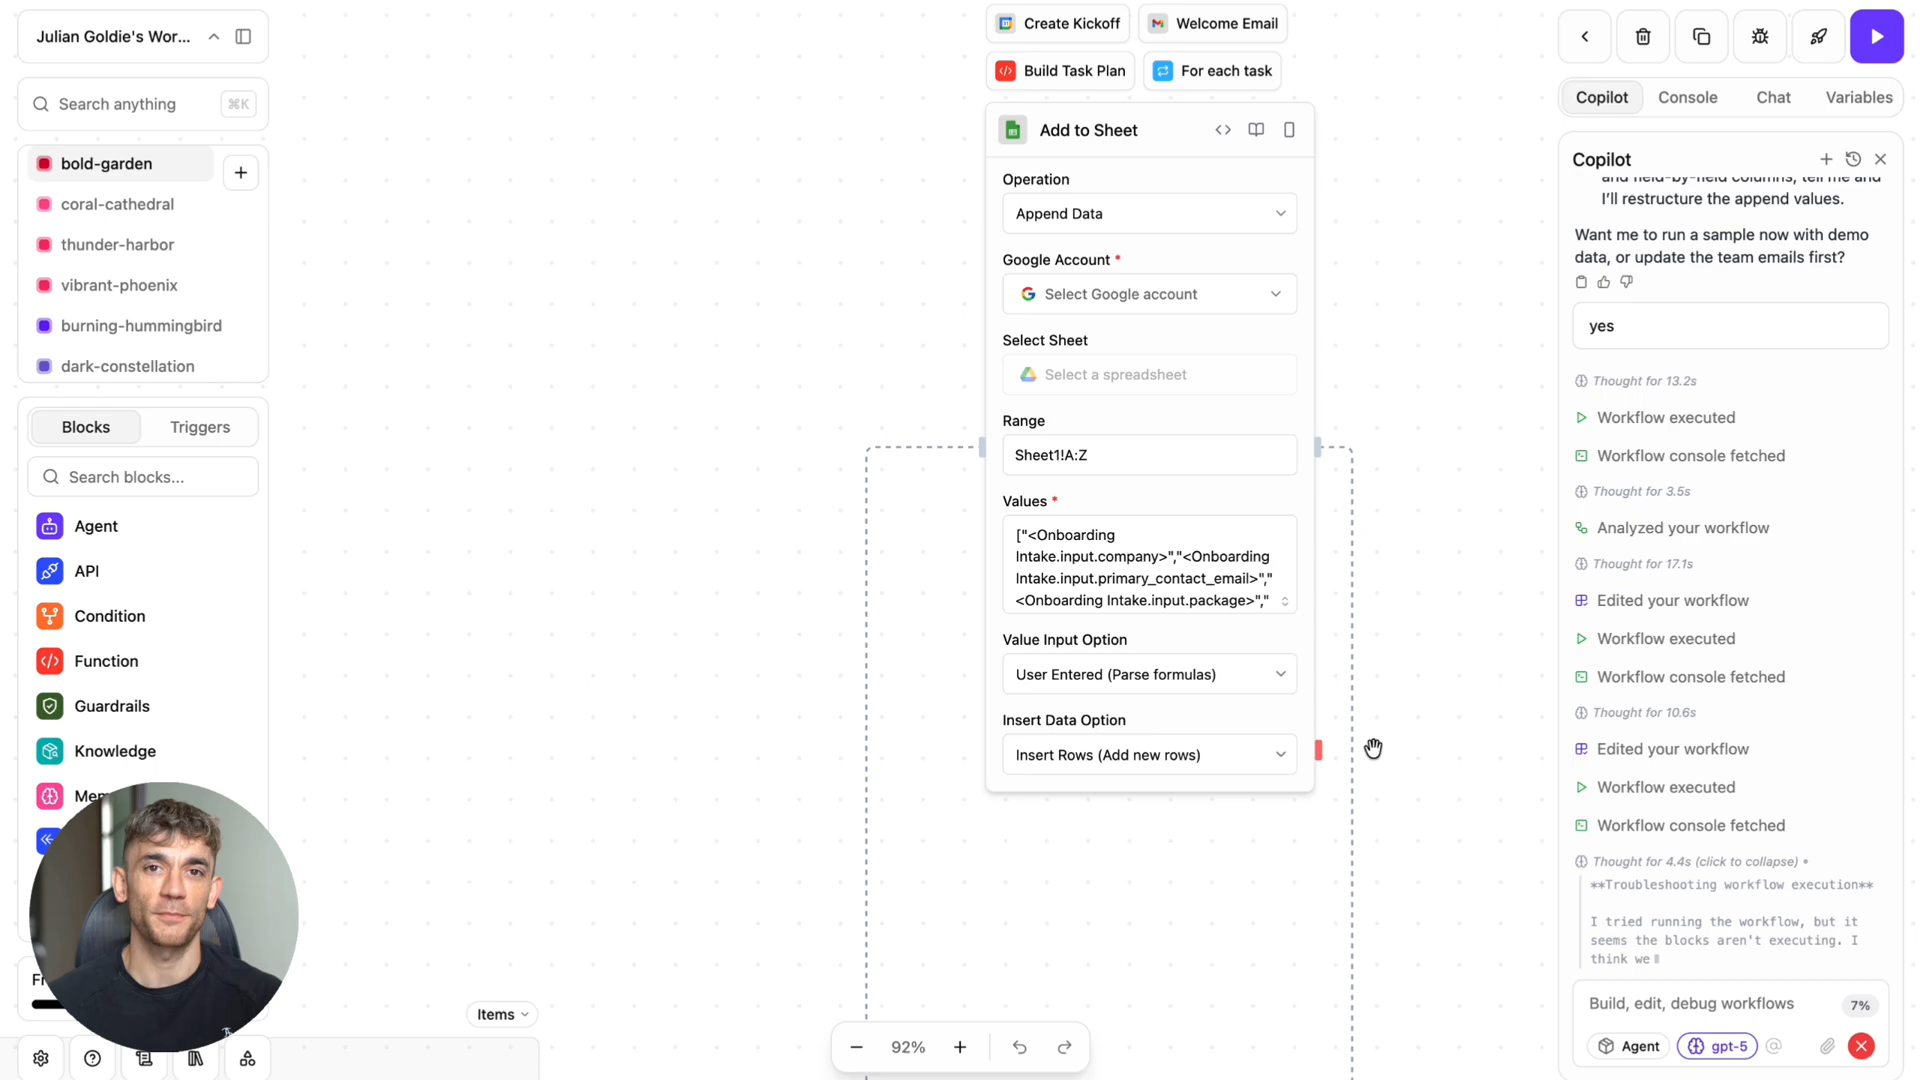 Julian Goldie's Wor...
Search anything
⌘K
bold-garden
coral-cathedral
thunder-harbor
vibrant-phoenix
burning-hummingbird
dark-constellation
Blocks
Triggers
Search blocks...
Agent
API
Condition
Function
Guardrails
Knowledge
Items
Create Kickoff
Welcome Email
Build Task Plan
For each task
Add to Sheet
Operation
Append Data
Google Account *
Select Google account
Select Sheet
Select a spreadsheet
Range
Sheet1!A:Z
Values *
["<Onboarding
Intake.input.company>","<Onboarding
Intake.input.primary_contact_email>","
<Onboarding Intake.input.package>","
Value Input Option
User Entered (Parse formulas)
Insert Data Option
Insert Rows (Add new rows)
92%
Copilot
Console
Chat
Variables
Copilot
and field-by-field columns, tell me and
I'll restructure the append values.
Want me to run a sample now with demo
data, or update the team emails first?
yes
Thought for 13.2s
Workflow executed
Workflow console fetched
Thought for 3.5s
Analyzed your workflow
Thought for 17.1s
Edited your workflow
Workflow executed
Workflow console fetched
Thought for 10.6s
Edited your workflow
Workflow executed
Workflow console fetched
Thought for 4.4s (click to collapse) •
**Troubleshooting workflow execution**
I tried running the workflow, but it
seems the blocks aren't executing. I
think we
Build, edit, debug workflows
7%
Agent
gpt-5